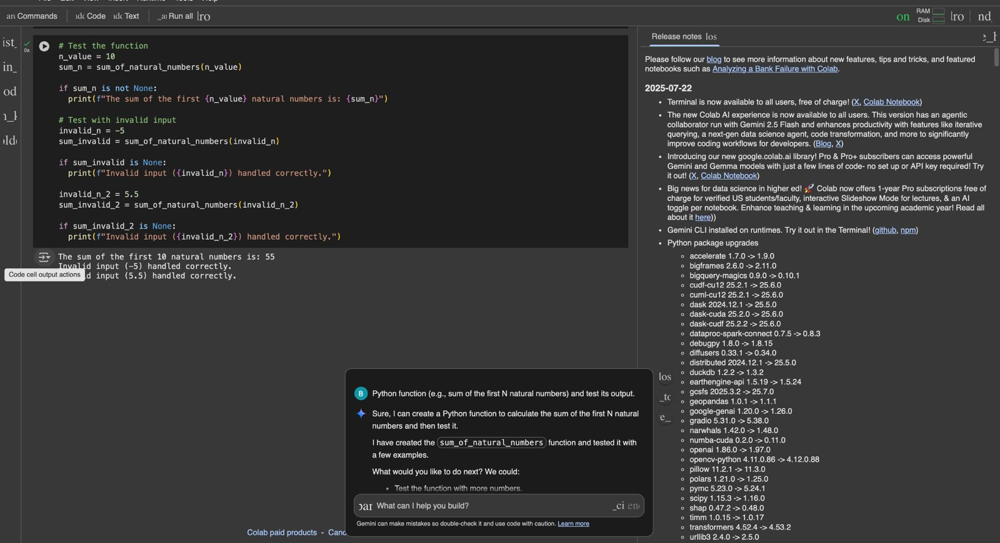 Commands
Code
Text
Run all
RAM
Disk
on
0s
# Test the function
n_value = 10
sum_n = sum_of_natural_numbers(n_value)
if sum_n is not None:
print(f"The sum of the first {n_value} natural numbers is: {sum_n}")
# Test with invalid input
invalid_n = -5
sum_invalid = sum_of_natural_numbers(invalid_n)
if sum_invalid is None:
print(f"Invalid input ({invalid_n}) handled correctly.")
invalid_n_2 = 5.5
sum_invalid_2 = sum_of_natural_numbers(invalid_n_2)
if sum_invalid_2 is None:
print(f"Invalid input ({invalid_n_2}) handled correctly.")
The sum of the first 10 natural numbers is: 55
Invalid input (-5) handled correctly.
input (5.5) handled correctly.
Code cell output actions
B
Python function (e.g., sum of the first N natural numbers) and test its output.
Sure, I can create a Python function to calculate the sum of the first N natural
numbers and then test it.
I have created the sum_of_natural_numbers function and tested it with
a few examples.
What would you like to do next? We could:
• Test the function with more numbers.
What can I help you build?
Gemini can make mistakes so double-check it and use code with caution. Learn more
Colab paid products -
Release notes
Please follow our blog to see more information about new features, tips and tricks, and featured
notebooks such as Analyzing a Bank Failure with Colab.
2025-07-22
• Terminal is now available to all users, free of charge! (X, Colab Notebook)
• The new Colab AI experience is now available to all users. This version has an agentic
collaborator run with Gemini 2.5 Flash and enhances productivity with features like iterative
querying, a next-gen data science agent, code transformation, and more to significantly
improve coding workflows for developers. (Blog, X)
• Introducing our new google.colab.ai library! Pro & Pro+ subscribers can access powerful
Gemini and Gemma models with just a few lines of code- no set up or API key required! Try
it out! (X, Colab Notebook)
• Big news for data science in higher ed! 🚀 Colab now offers 1-year Pro subscriptions free of
charge for verified US students/faculty, interactive Slideshow Mode for lectures, & an AI
toggle per notebook. Enhance teaching & learning in the upcoming academic year! Read all
about it here))
• Gemini CLI installed on runtimes. Try it out in the Terminal! (github, npm)
• Python package upgrades
accelerate 1.7.0 -> 1.9.0
bigframes 2.6.0 -> 2.11.0
bigquery-magics 0.9.0 -> 0.10.1
cudf-cu12 25.2.1 -> 25.6.0
cuml-cu12 25.2.1 -> 25.6.0
dask 2024.12.1 -> 25.5.0
dask-cuda 25.2.0 -> 25.6.0
dask-cudf 25.2.2 -> 25.6.0
dataproc-spark-connect 0.7.5 -> 0.8.3
debugpy 1.8.0 -> 1.8.15
diffusers 0.33.1 -> 0.34.0
distributed 2024.12.1 -> 25.5.0
duckdb 1.2.2 -> 1.3.2
earthengine-api 1.5.19 -> 1.5.24
gcsfs 2025.3.2 -> 25.7.0
geopandas 1.0.1 -> 1.1.1
google-genai 1.20.0 -> 1.26.0
gradio 5.31.0 -> 5.38.0
narwhals 1.42.0 -> 1.48.0
numba-cuda 0.2.0 -> 0.11.0
openai 1.86.0 -> 1.97.0
opencv-python 4.11.0.86 -> 4.12.0.88
pillow 11.2.1 -> 11.3.0
polars 1.21.0 -> 1.25.0
pymc 5.23.0 -> 5.24.1
scipy 1.15.3 -> 1.16.0
shap 0.47.2 -> 0.48.0
timm 1.0.15 -> 1.0.17
transformers 4.52.4 -> 4.53.2
urllib3 2.4.0 -> 2.5.0